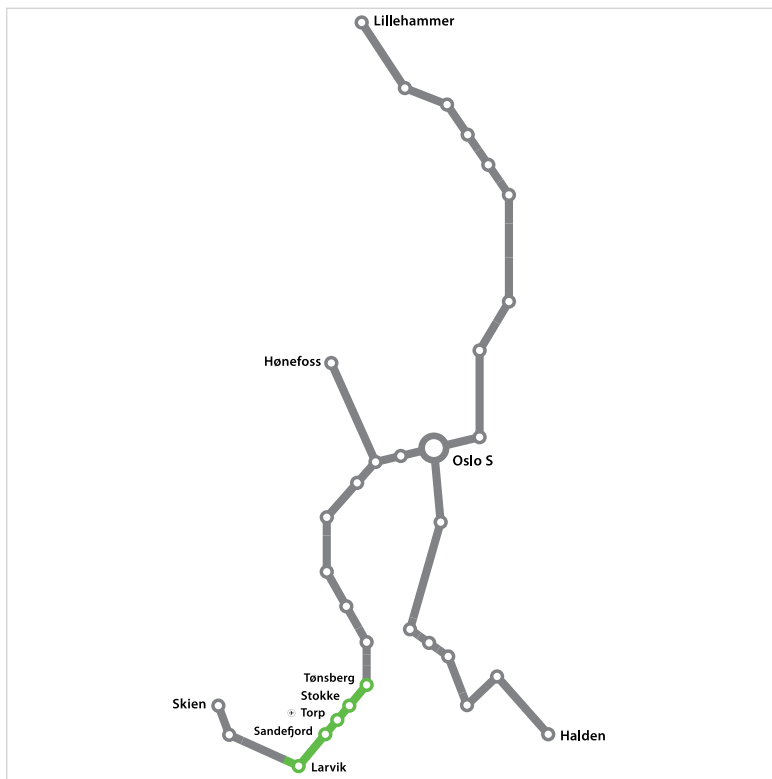 Lillehammer
Hønefoss
Oslo S
Tønsberg
Stokke
Skien
Torp
Sandefjord
Halden
Larvik